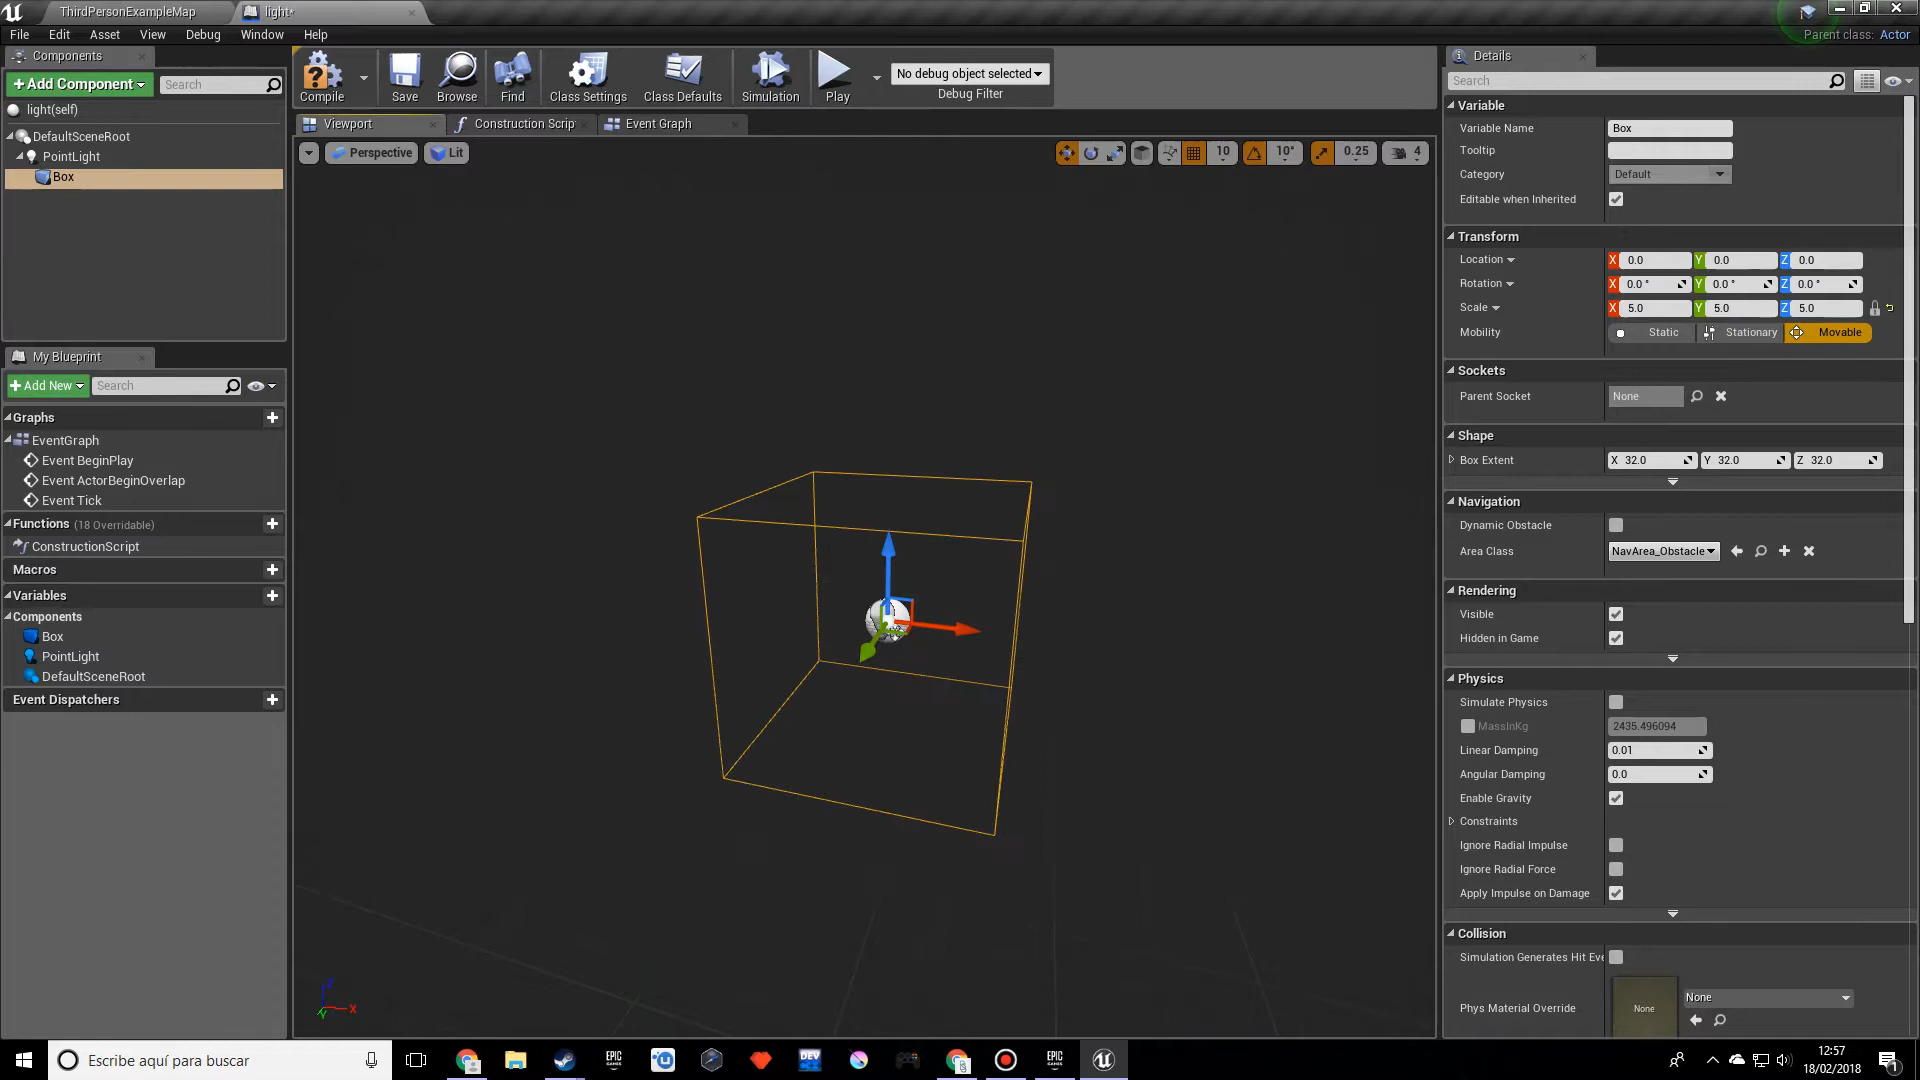 ThirdPersonExampleMap
light*
File Edit Asset View Debug Window Help
Parent class: Actor
Components
+Add Component
Search
light(self)
DefaultSceneRoot
PointLight
Box
Compile
Save
Browse
Find
Class Settings
Class Defaults
Simulation
Play
No debug object selected
Debug Filter
Viewport
Construction Scrip
Event Graph
Perspective
Lit
10
10°
0.25
4
My Blueprint
+Add New
Search
Graphs
EventGraph
Event BeginPlay
Event ActorBeginOverlap
Event Tick
Functions (18 Overridable)
ConstructionScript
Macros
Variables
Components
Box
PointLight
DefaultSceneRoot
Event Dispatchers
Z
X
Y
Details
Search
Variable
Variable Name Box
Tooltip
Category Default
Editable when Inherited
Transform
Location X 0.0 Y 0.0 Z 0.0
Rotation X 0.0 ° Y 0.0 ° Z 0.0 °
Scale X 5.0 Y 5.0 Z 5.0
Mobility Static Stationary Movable
Sockets
Parent Socket None
Shape
Box Extent X 32.0 Y 32.0 Z 32.0
Navigation
Dynamic Obstacle
Area Class NavArea_Obstacle
Rendering
Visible
Hidden in Game
Physics
Simulate Physics
MassInKg 2435.496094
Linear Damping 0.01
Angular Damping 0.0
Enable Gravity
Constraints
Ignore Radial Impulse
Ignore Radial Force
Apply Impulse on Damage
Collision
Simulation Generates Hit Eve
Phys Material Override None None
Escribe aquí para buscar
EPIC GAMES
DEV
EPIC GAMES
12:57
18/02/2018
1